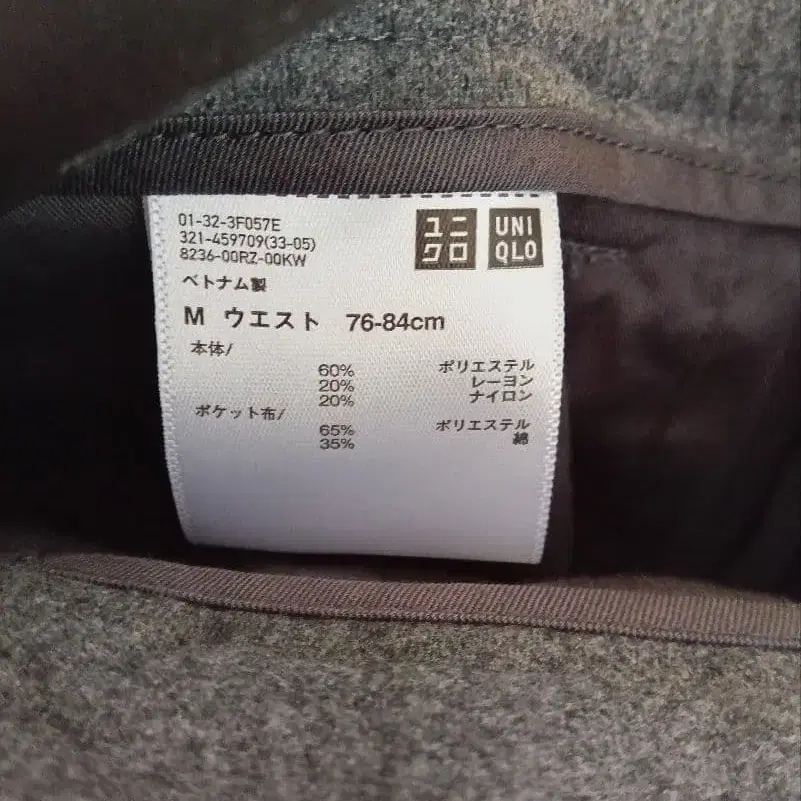 01-32-3F057E
321-459709(33-05)
8236-00RZ-00KW
ユニ
クロ
UNI
QLO
ベトナム製
M ウエスト 76-84cm
本体/
60% ポリエステル
20% レーヨン
20% ナイロン
ポケット布/
65% ポリエステル
35% 綿